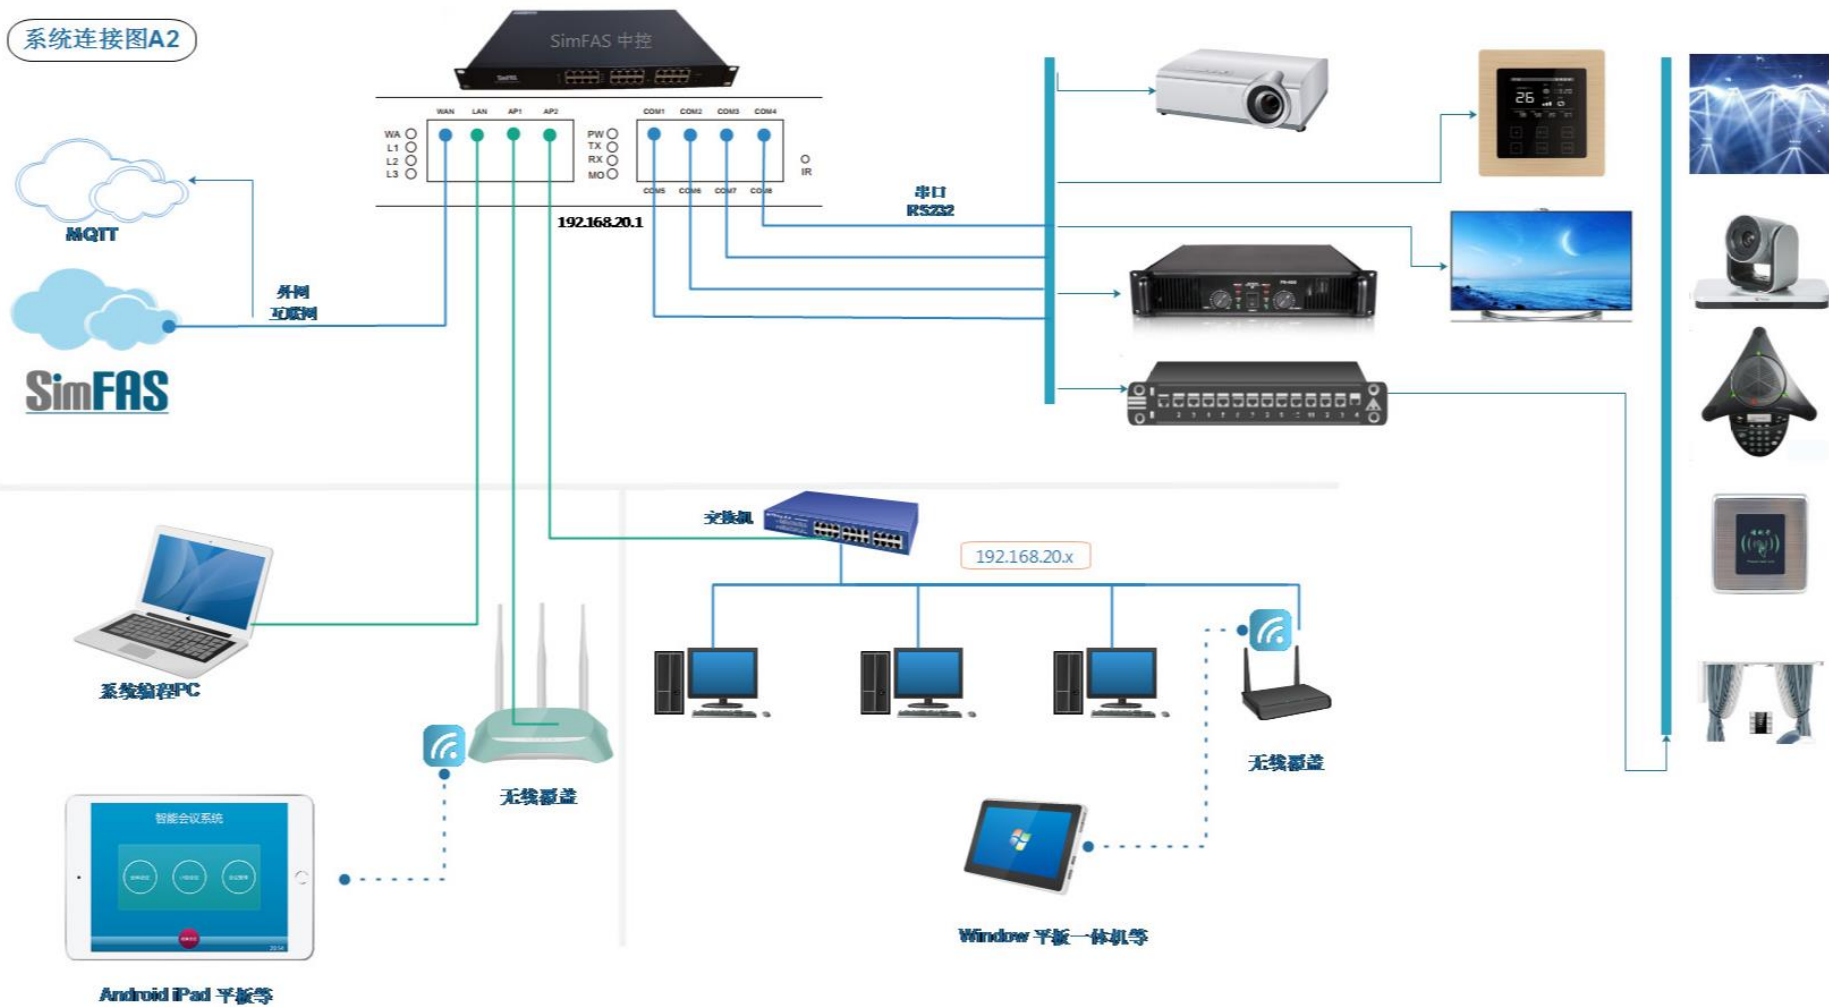 系统连接图A2
SimFAS 中控
SimFAS
WAN LAN AP1 AP2
COM1 COM2 COM3 COM4
WA
L1
L2
L3
PW
TX
RX
MO
IR
COM5 COM6 COM7 COM8
192.168.20.1
MQTT
外网
互联网
SimFAS
串口
RS232
26
交换机
192.168.20.x
系统编程PC
无线覆盖
无线覆盖
智能会议系统
20:14
Android iPad 平板等
Window 平板一体机等